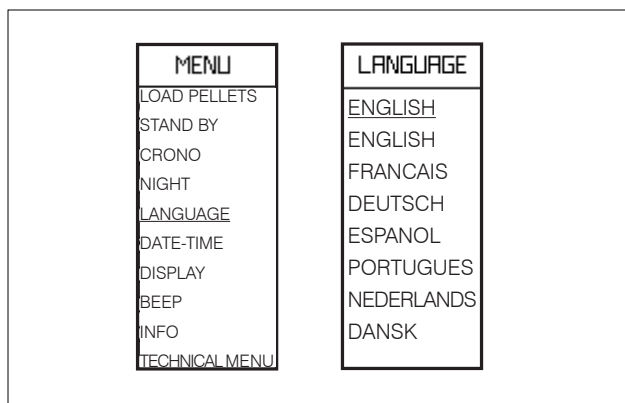 MENU
LOAD PELLETS
STAND BY
CRONO
NIGHT
LANGUAGE
DATE-TIME
DISPLAY
BEEP
INFO
TECHNICAL MENU
LANGUAGE
ENGLISH
ENGLISH
FRANCAIS
DEUTSCH
ESPANOL
PORTUGUES
NEDERLANDS
DANSK